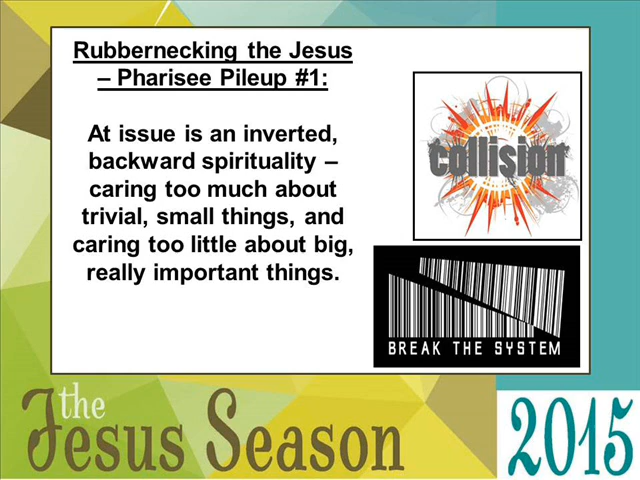 Rubbernecking the Jesus
– Pharisee Pileup #1:
At issue is an inverted,
backward spirituality –
caring too much about
trivial, small things, and
caring too little about big,
really important things.
collision
BREAK THE SYSTEM
the
Jesus Season
2015